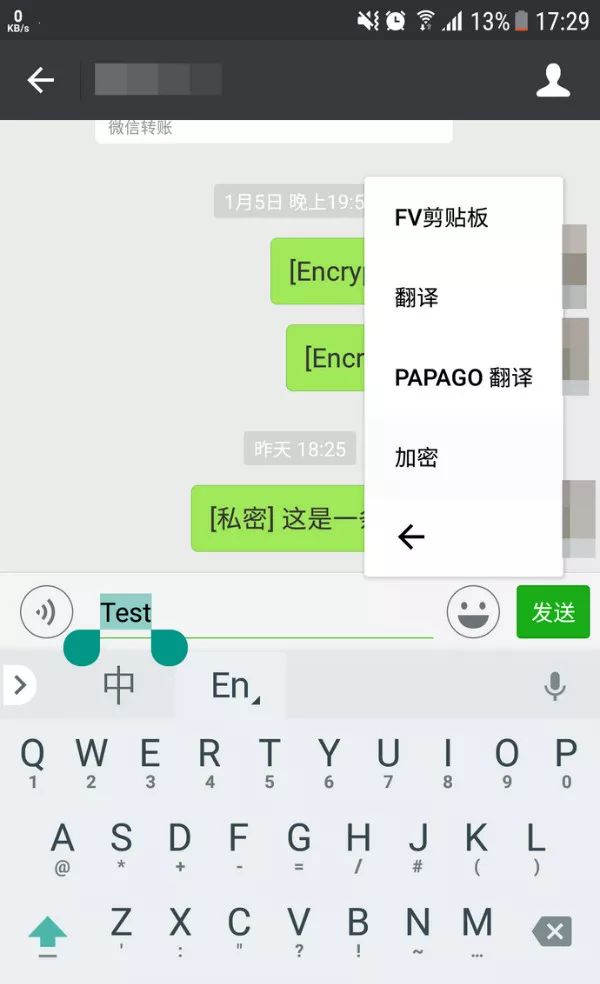 0
KB/s
13% 17:29
微信转账
1月5日 晚上19:5
[Encry
[Encr
昨天 18:25
[私密] 这是一
FV剪贴板
翻译
PAPAGO 翻译
加密
Test
发送
中 En
Q W E R T Y U I O P
1 2 3 4 5 6 7 8 9 0
A S D F G H J K L
@ * + - = / # ( )
Z X C V B N M
' : " ? ! ~ …